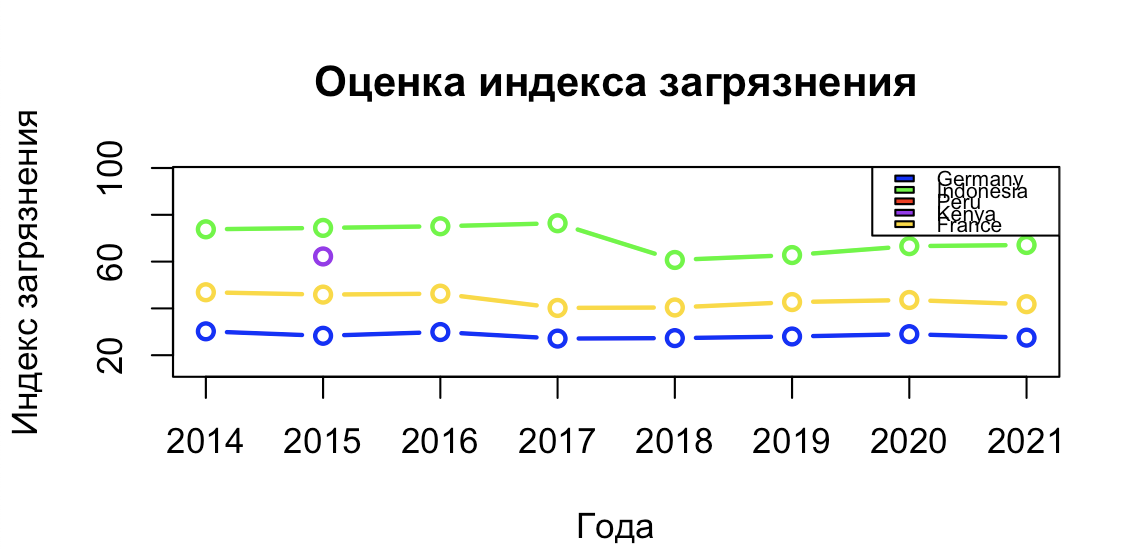 Оценка индекса загрязнения
Индекс загрязнения
100
60
20
Germany
Indonesia
Peru
Kenya
France
2014 2015 2016 2017 2018 2019 2020 2021
Года